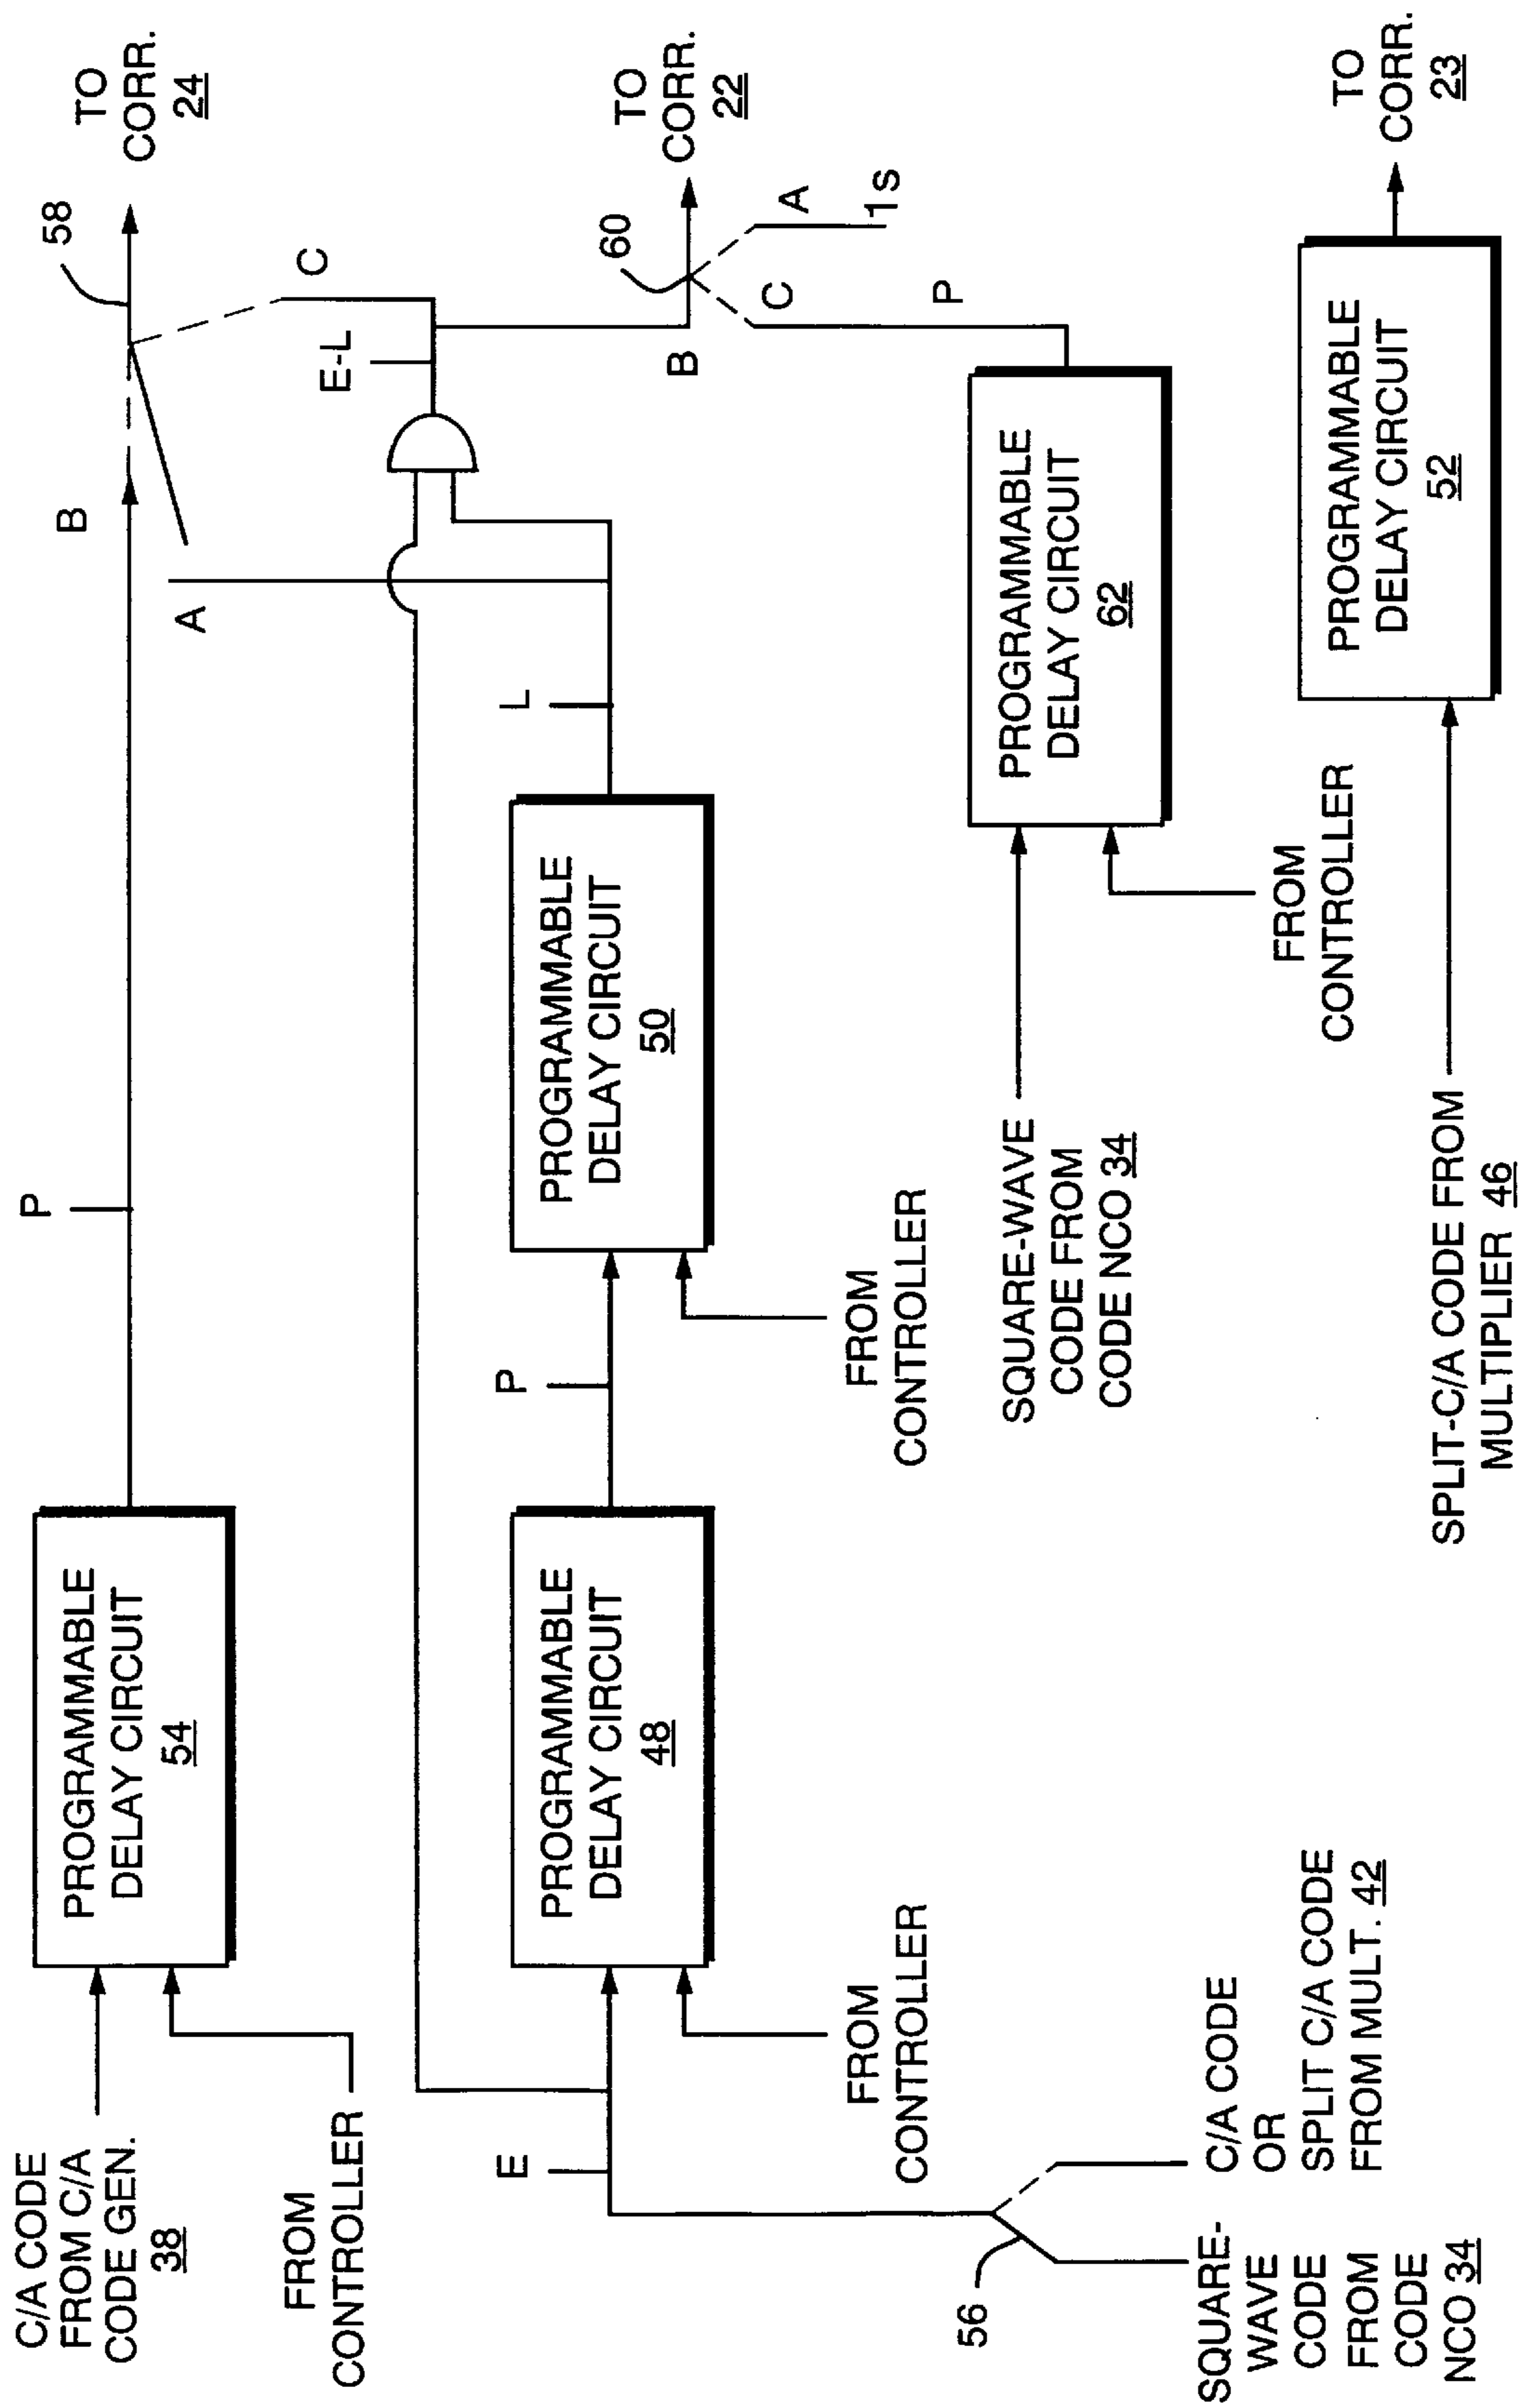 C/A CODE
FROM C/A
CODE GEN.
38
FROM
CONTROLLER
PROGRAMMABLE
DELAY CIRCUIT
54
P
B
A
58
C
TO
CORR.
24
E
PROGRAMMABLE
DELAY CIRCUIT
48
FROM
CONTROLLER
P
PROGRAMMABLE
DELAY CIRCUIT
50
FROM
CONTROLLER
L
E-L
B
60
TO
CORR.
22
A
1s
C
P
56
SQUARE-
WAVE
CODE
FROM
CODE
NCO 34
C/A CODE
OR
SPLIT C/A CODE
FROM MULT. 42
SQUARE-WAVE
CODE FROM
CODE NCO 34
PROGRAMMABLE
DELAY CIRCUIT
62
FROM
CONTROLLER
SPLIT-C/A CODE FROM
MULTIPLIER 46
PROGRAMMABLE
DELAY CIRCUIT
52
TO
CORR.
23